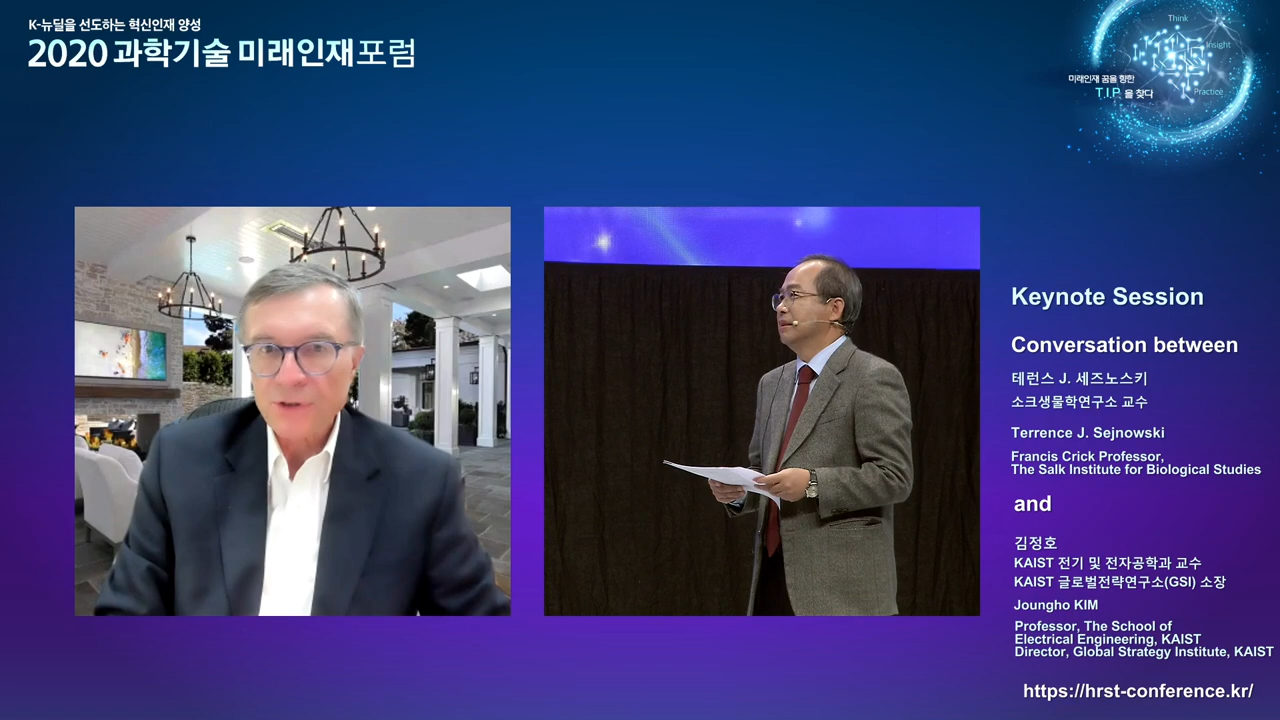 K-뉴딜을 선도하는 혁신인재 양성
2020 과학기술 미래인재포럼
Think
Insight
미래인재 꿈을 향한
T.I.P 을 찾다
Practice
Keynote Session
Conversation between
테런스 J. 세즈노스키
소크생물학연구소 교수
Terrence J. Sejnowski
Francis Crick Professor,
The Salk Institute for Biological Studies
and
김정호
KAIST 전기 및 전자공학과 교수
KAIST 글로벌전략연구소(GSI) 소장
Joungho KIM
Professor, The School of
Electrical Engineering, KAIST
Director, Global Strategy Institute, KAIST
https://hrst-conference.kr/